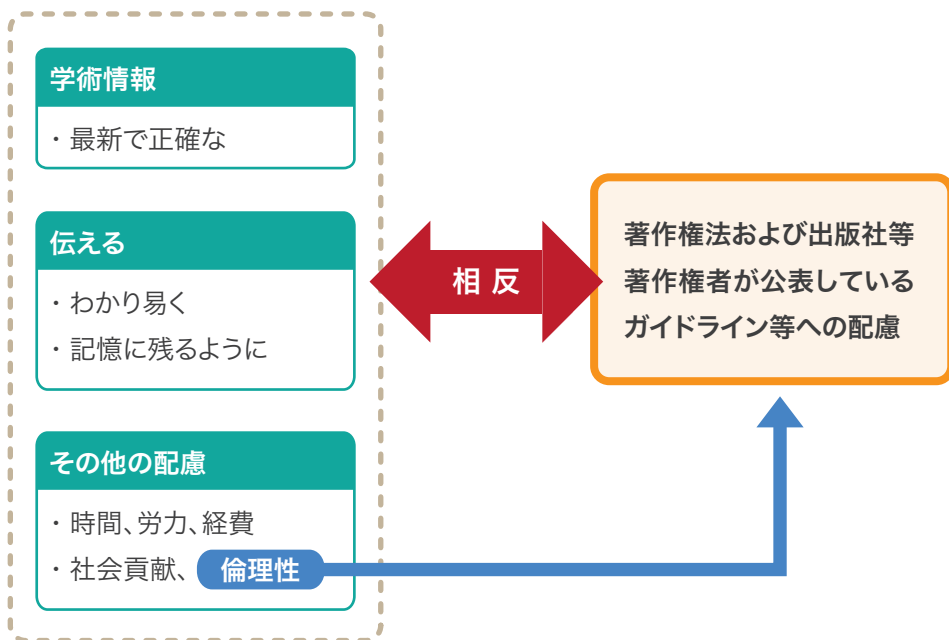 学術情報
・最新で正確な
伝える
・わかり易く
・記憶に残るように
その他の配慮
・時間、労力、経費
・社会貢献、倫理性
相反
著作権法および出版社等
著作権者が公表している
ガイドライン等への配慮